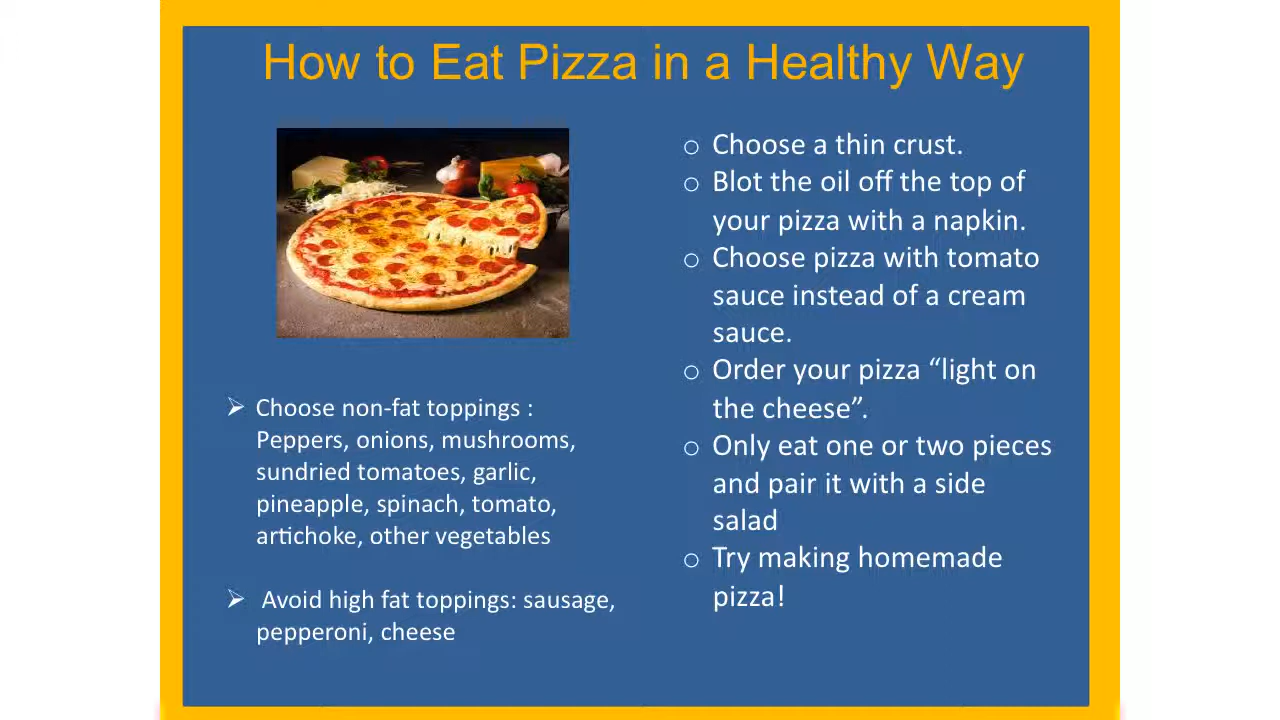 How to Eat Pizza in a Healthy Way
➢ Choose non-fat toppings :
Peppers, onions, mushrooms,
sundried tomatoes, garlic,
pineapple, spinach, tomato,
artichoke, other vegetables
➢ Avoid high fat toppings: sausage,
pepperoni, cheese
o Choose a thin crust.
o Blot the oil off the top of
your pizza with a napkin.
o Choose pizza with tomato
sauce instead of a cream
sauce.
o Order your pizza “light on
the cheese”.
o Only eat one or two pieces
and pair it with a side
salad
o Try making homemade
pizza!